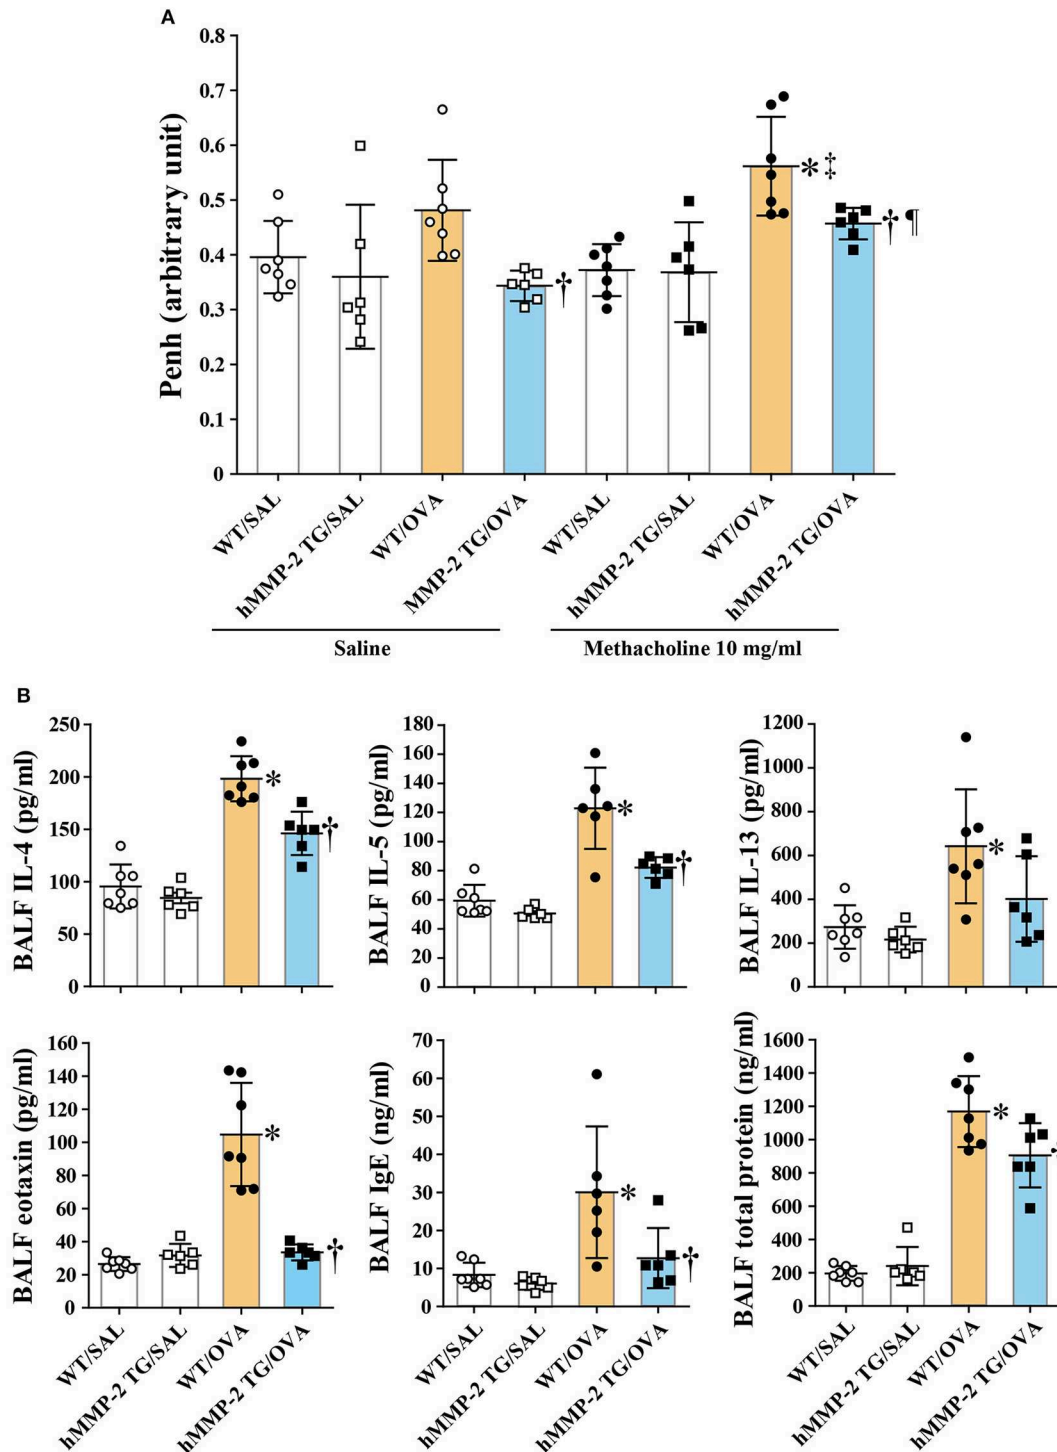 A
Penh (arbitrary unit)
0.8
0.7
0.6
0.5
0.4
0.3
0.2
0.1
0
†
*‡
†¶
WT/SAL
hMMP-2 TG/SAL
WT/OVA
MMP-2 TG/OVA
WT/SAL
hMMP-2 TG/SAL
WT/OVA
hMMP-2 TG/OVA
Saline
Methacholine 10 mg/ml
B
BALF IL-4 (pg/ml)
250
200
150
100
50
0
*
†
BALF IL-5 (pg/ml)
180
160
140
120
100
80
60
40
20
0
*
†
BALF IL-13 (pg/ml)
1200
1000
800
600
400
200
0
*
BALF eotaxin (pg/ml)
160
140
120
100
80
60
40
20
0
*
†
WT/SAL
hMMP-2 TG/SAL
WT/OVA
hMMP-2 TG/OVA
BALF IgE (ng/ml)
70
60
50
40
30
20
10
0
*
†
WT/SAL
hMMP-2 TG/SAL
WT/OVA
hMMP-2 TG/OVA
BALF total protein (ng/ml)
1600
1400
1200
1000
800
600
400
200
0
*
WT/SAL
hMMP-2 TG/SAL
WT/OVA
hMMP-2 TG/OVA